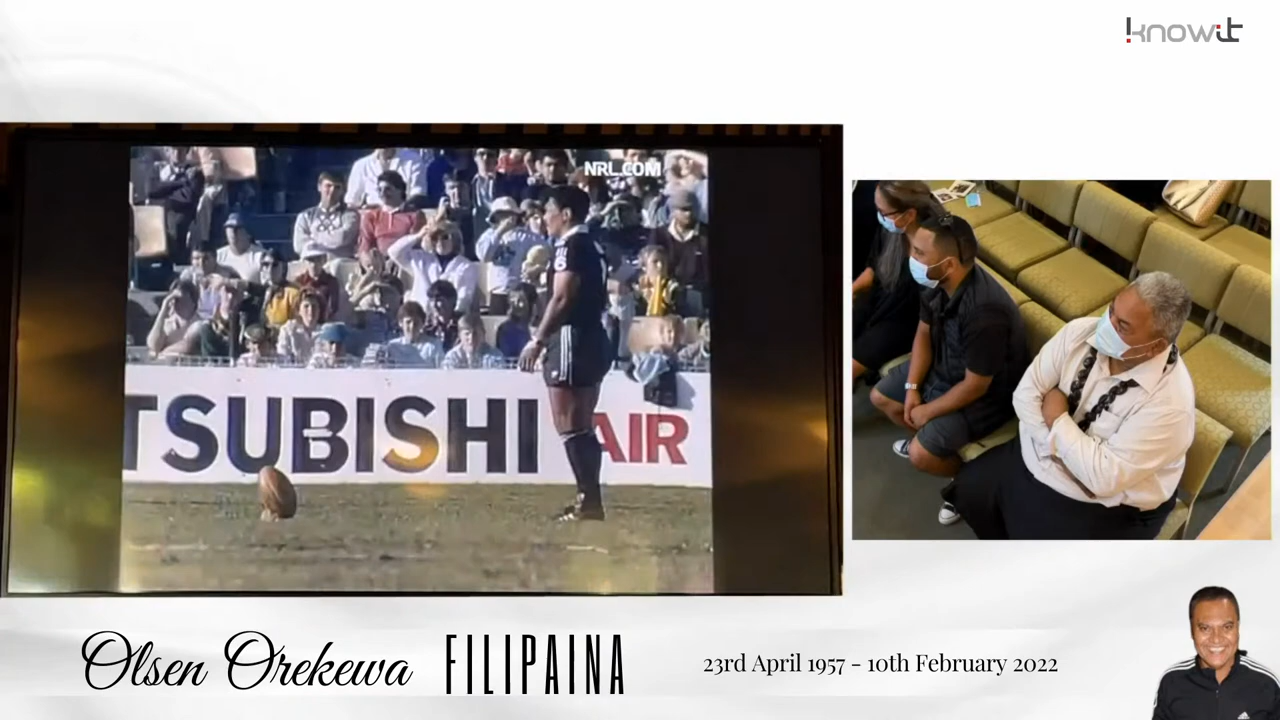 !knowit
NRL.COM
TSUBISHI
AIR
Olsen Orekewa FILIPAINA
23rd April 1957 - 10th February 2022